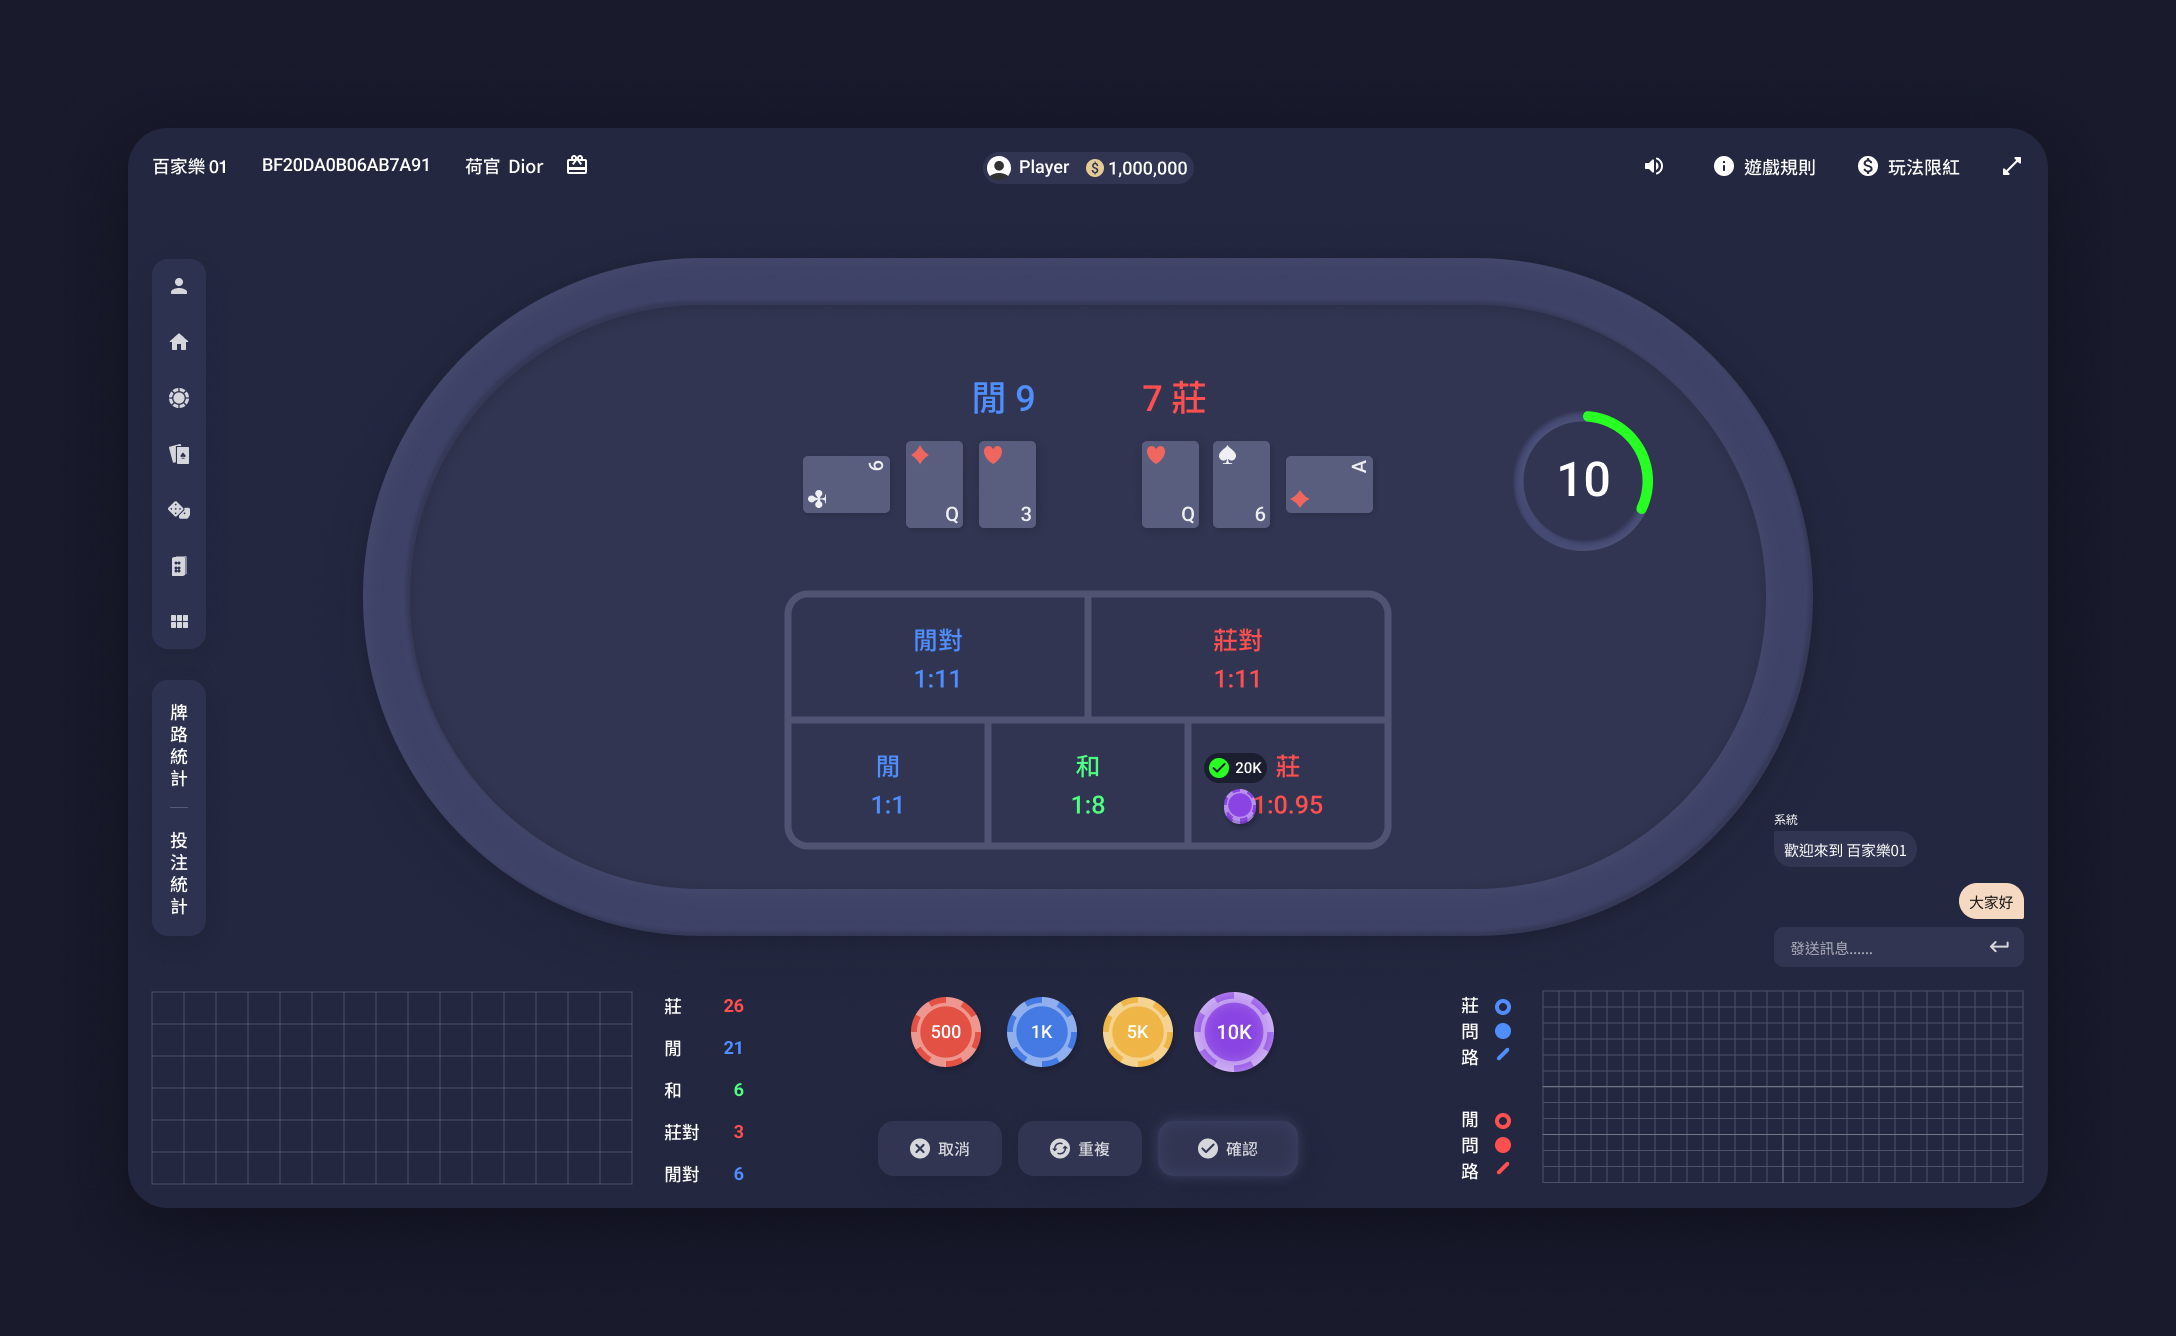 百家樂 01
BF20DA0B06AB7A91
荷官 Dior
Player
$ 1,000,000
遊戲規則
$ 玩法限紅
閒 9
7 莊
6
Q
3
Q
6
A
10
閒對
1:11
莊對
1:11
閒
1:1
和
1:8
20K
莊
1:0.95
牌路統計
投注統計
系統
歡迎來到 百家樂01
大家好
發送訊息......
莊 26
閒 21
和 6
莊對 3
閒對 6
500
1K
5K
10K
取消
重複
確認
莊問路
閒問路